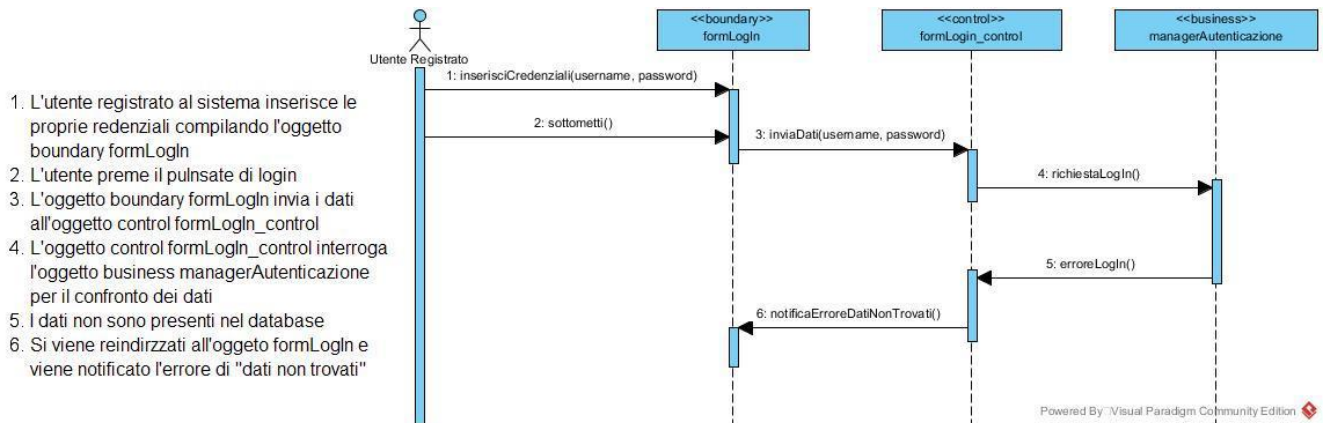 1. L'utente registrato al sistema inserisce le
proprie redenziali compilando l'oggetto
boundary formLogIn
2. L'utente preme il pulnsate di login
3. L'oggetto boundary formLogIn invia i dati
all'oggetto control formLogIn_control
4. L'oggetto control formLogIn_control interroga
l'oggetto business managerAutenticazione
per il confronto dei dati
5. I dati non sono presenti nel database
6. Si viene reindirzzati all'oggeto formLogIn e
viene notificato l'errore di "dati non trovati"
Utente Registrato
<<boundary>>
formLogIn
<<control>>
formLogin_control
<<business>>
managerAutenticazione
1: inserisciCredenziali(username, password)
2: sottometti()
3: inviaDati(username, password)
4: richiestaLogIn()
5: erroreLogIn()
6: notificaErroreDatiNonTrovati()
Powered By Visual Paradigm Community Edition